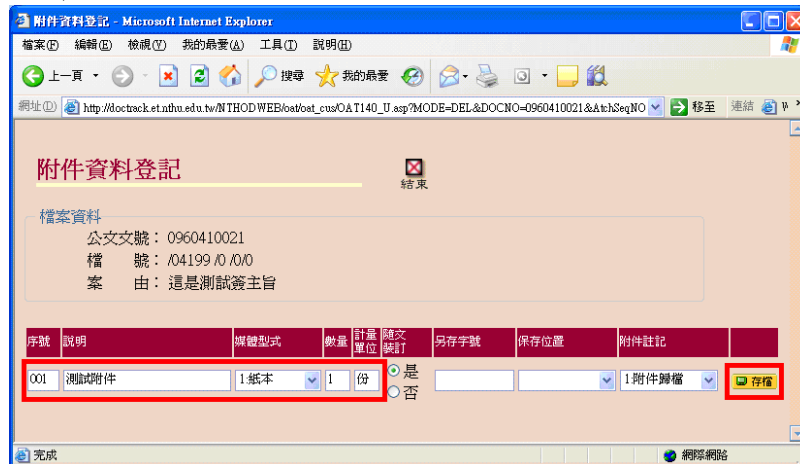 附件資料登記 - Microsoft Internet Explorer
檔案(F) 編輯(E) 檢視(V) 我的最愛(A) 工具(T) 說明(H)
上一頁 搜尋 我的最愛
網址(D) http://doctrack.et.nthu.edu.tw/NTHODWEB/oat/oat_cus/OAT140_U.asp?MODE=DEL&DOCNO=0960410021&AtchSeqNO 移至 連結
附件資料登記
結束
檔案資料
公文文號：0960410021
檔 號：/04199 /0 /0/0
案 由：這是測試簽主旨
序號 說明 媒體型式 數量 計量單位 隨文裝訂 另存字號 保存位置 附件註記
001 測試附件 1:紙本 1 份 是 否 1:附件歸檔 存檔
完成 網際網路